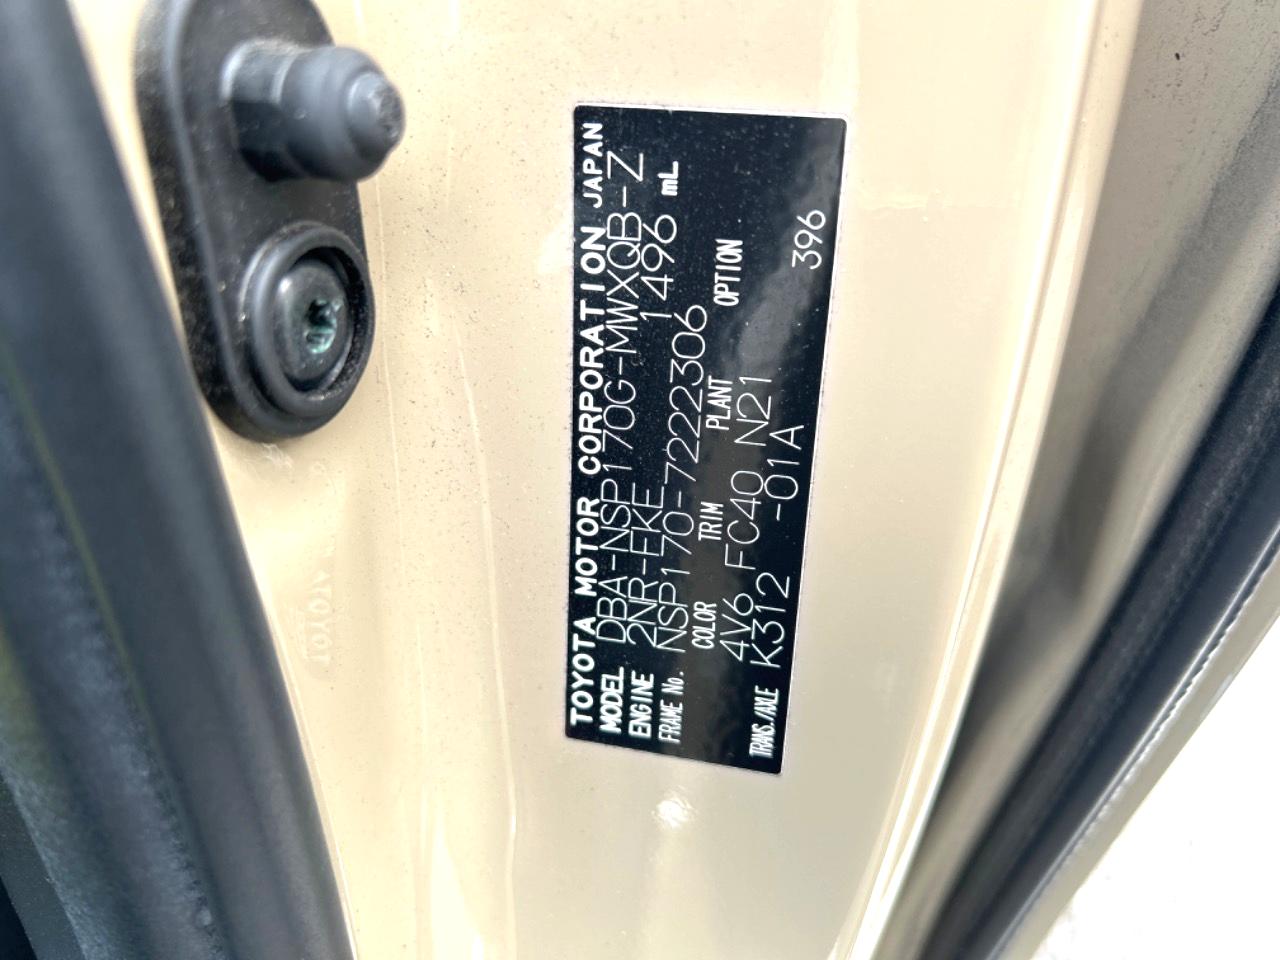 TOYOTA MOTOR CORPORATION JAPAN
MODEL DBA-NSP170G-MWXQB-Z
ENGINE 2NR-FKE 1496 mL
FRAME No. NSP170-7222306
COLOR TRIM PLANT OPTION
4V6 FC40 N21 396
TRANS./AXLE K312 -01A